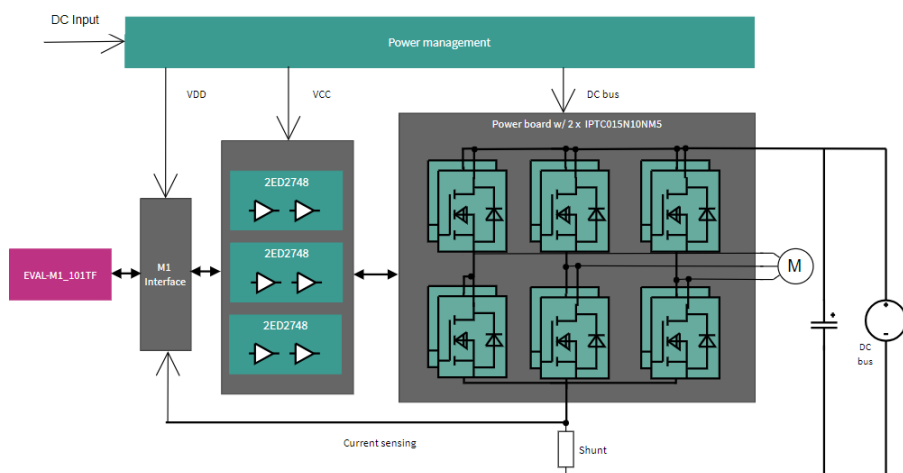 DC Input
Power management
VDD
VCC
DC bus
Power board w/ 2 x IPTC015N10NM5
2ED2748
2ED2748
2ED2748
EVAL-M1_101TF
M1
Interface
M
+
+
-
DC
bus
Current sensing
Shunt